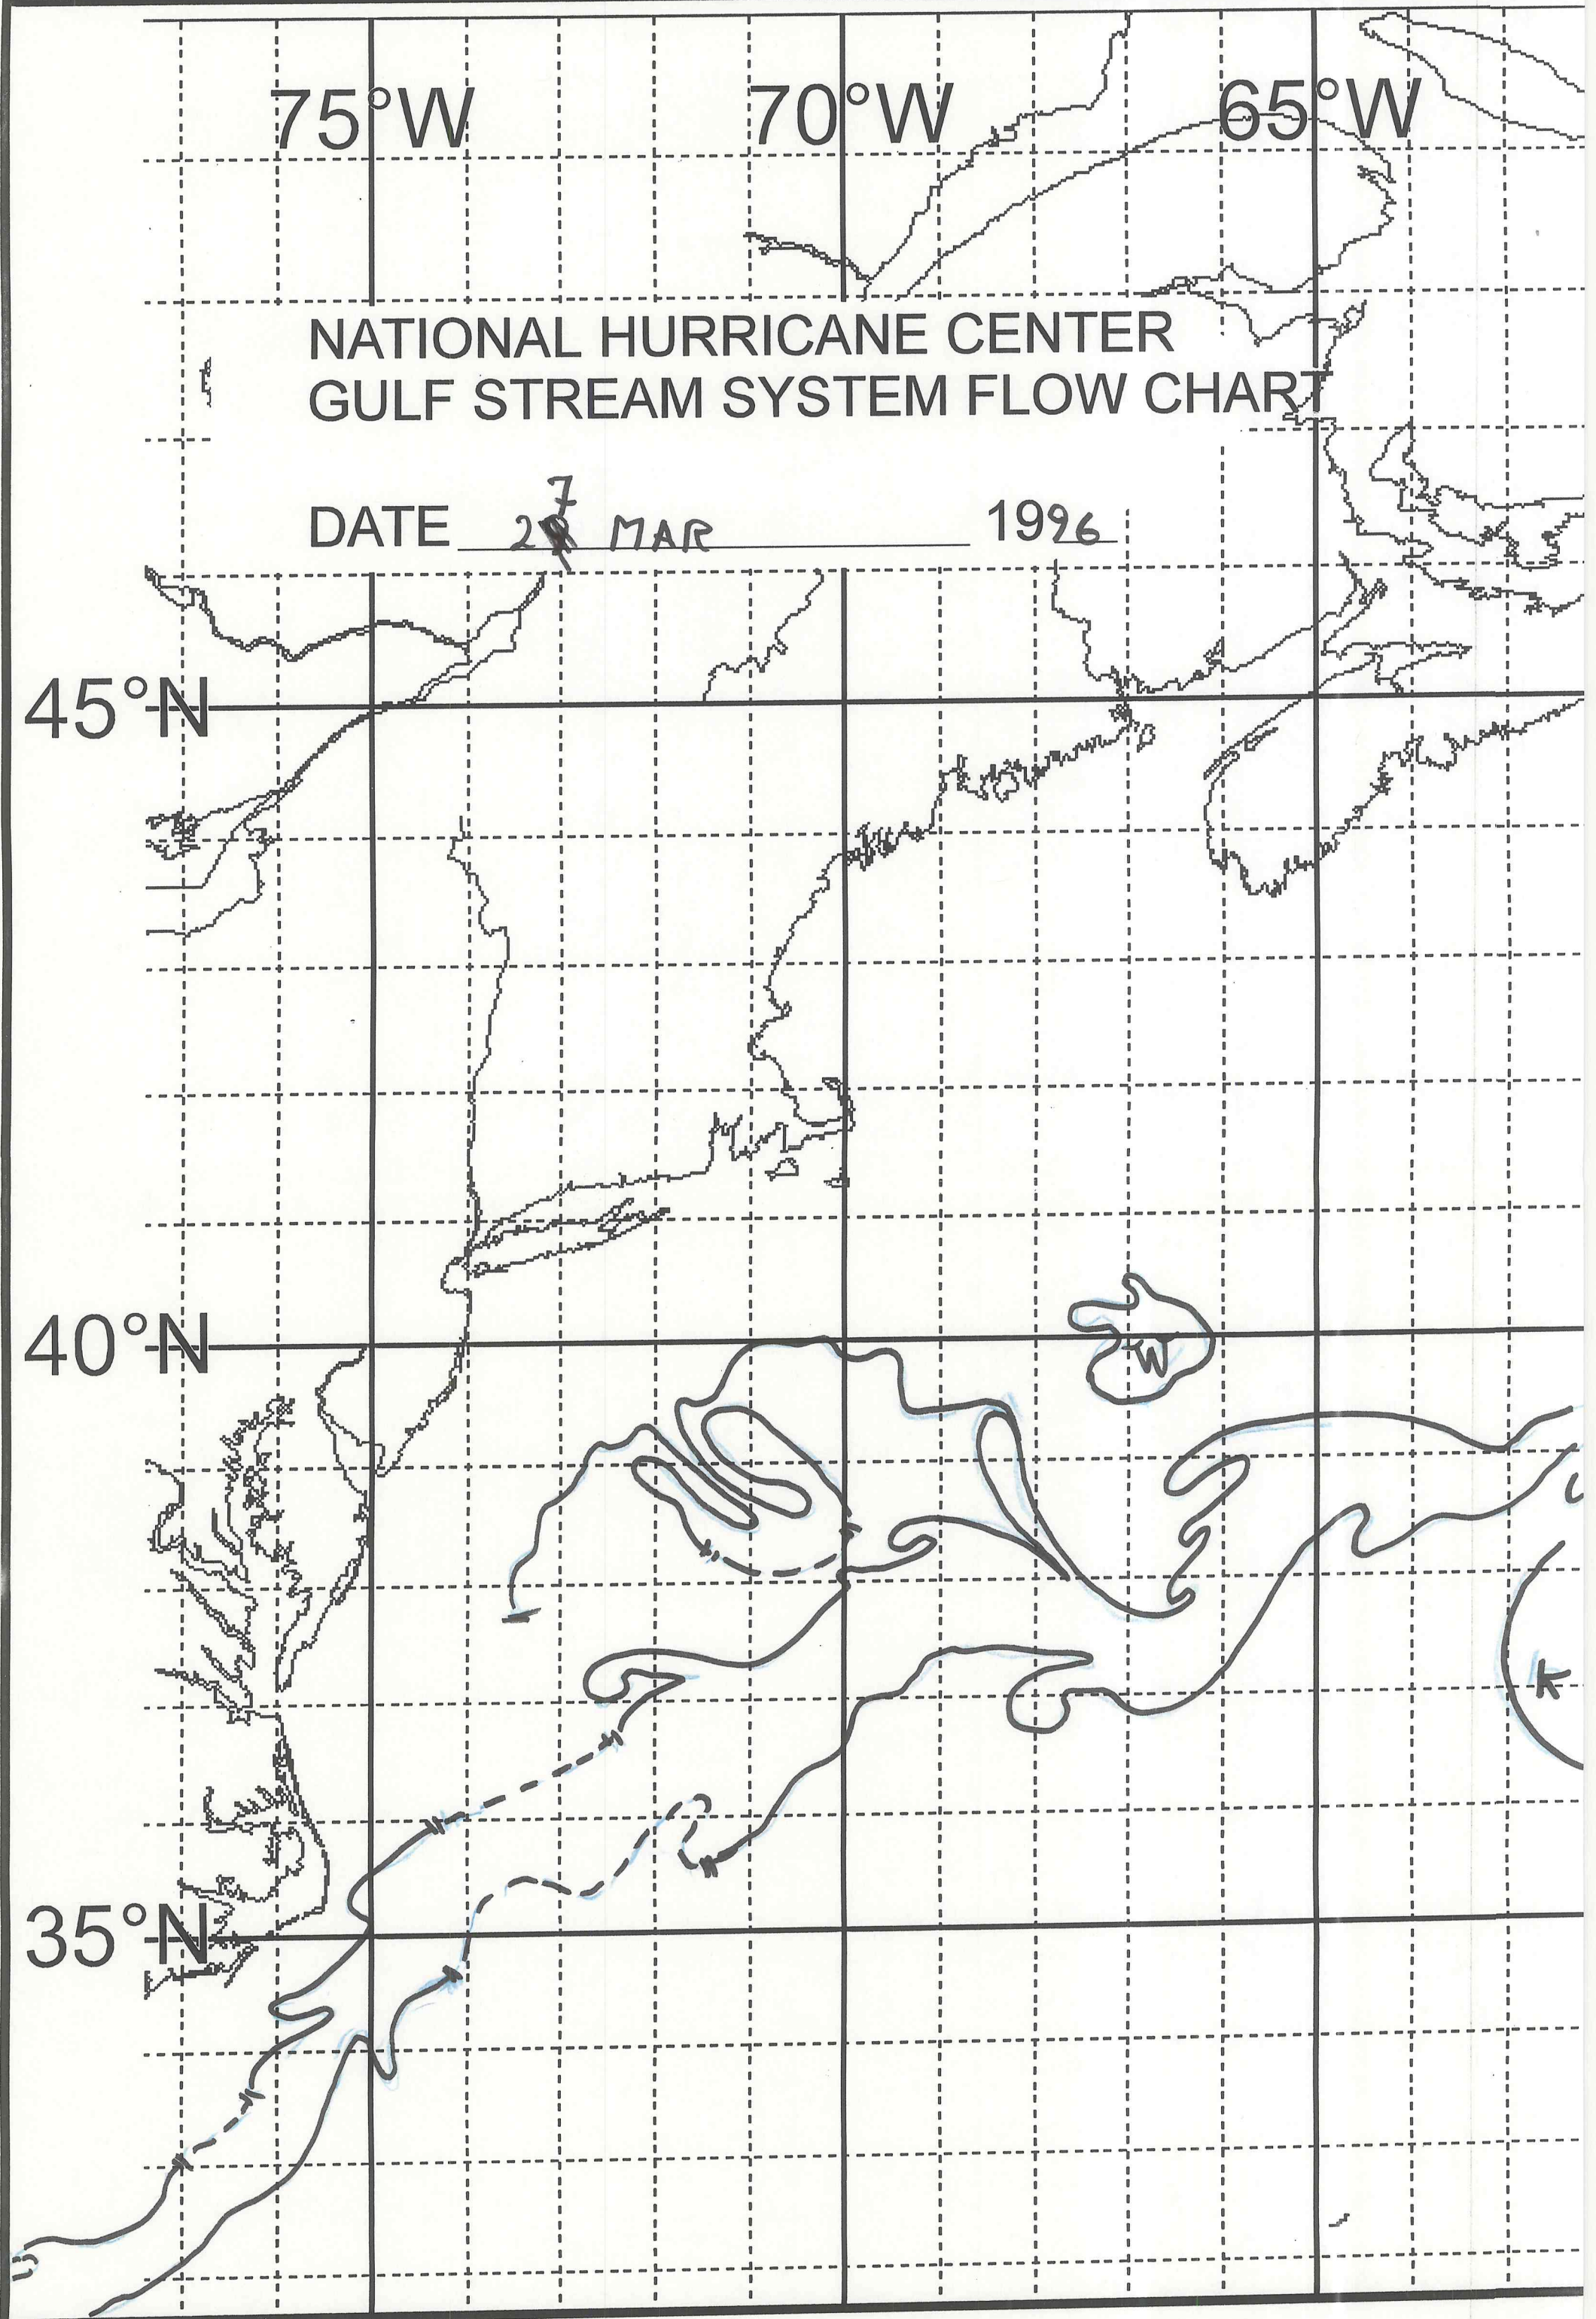 75°W 70°W 65°W
NATIONAL HURRICANE CENTER
GULF STREAM SYSTEM FLOW CHART
DATE 27 MAR 1996
45°N
40°N
W
K
35°N